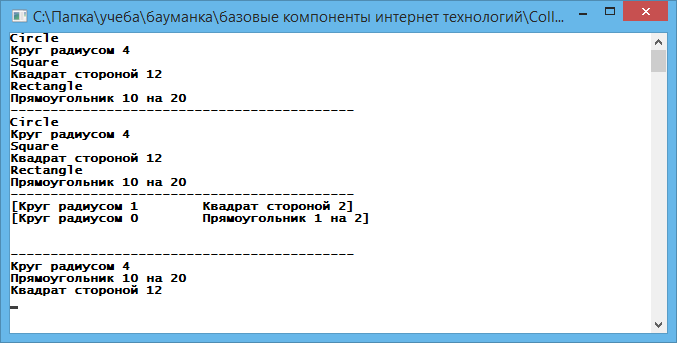 C:\Папка\учеба\бауманка\базовые компоненты интернет технологий\Coll...
Circle
Круг радиусом 4
Square
Квадрат стороной 12
Rectangle
Прямоугольник 10 на 20
-------------------------------------------
Circle
Круг радиусом 4
Square
Квадрат стороной 12
Rectangle
Прямоугольник 10 на 20
-------------------------------------------
[Круг радиусом 1        Квадрат стороной 2]
[Круг радиусом 0        Прямоугольник 1 на 2]
-------------------------------------------
Круг радиусом 4
Прямоугольник 10 на 20
Квадрат стороной 12